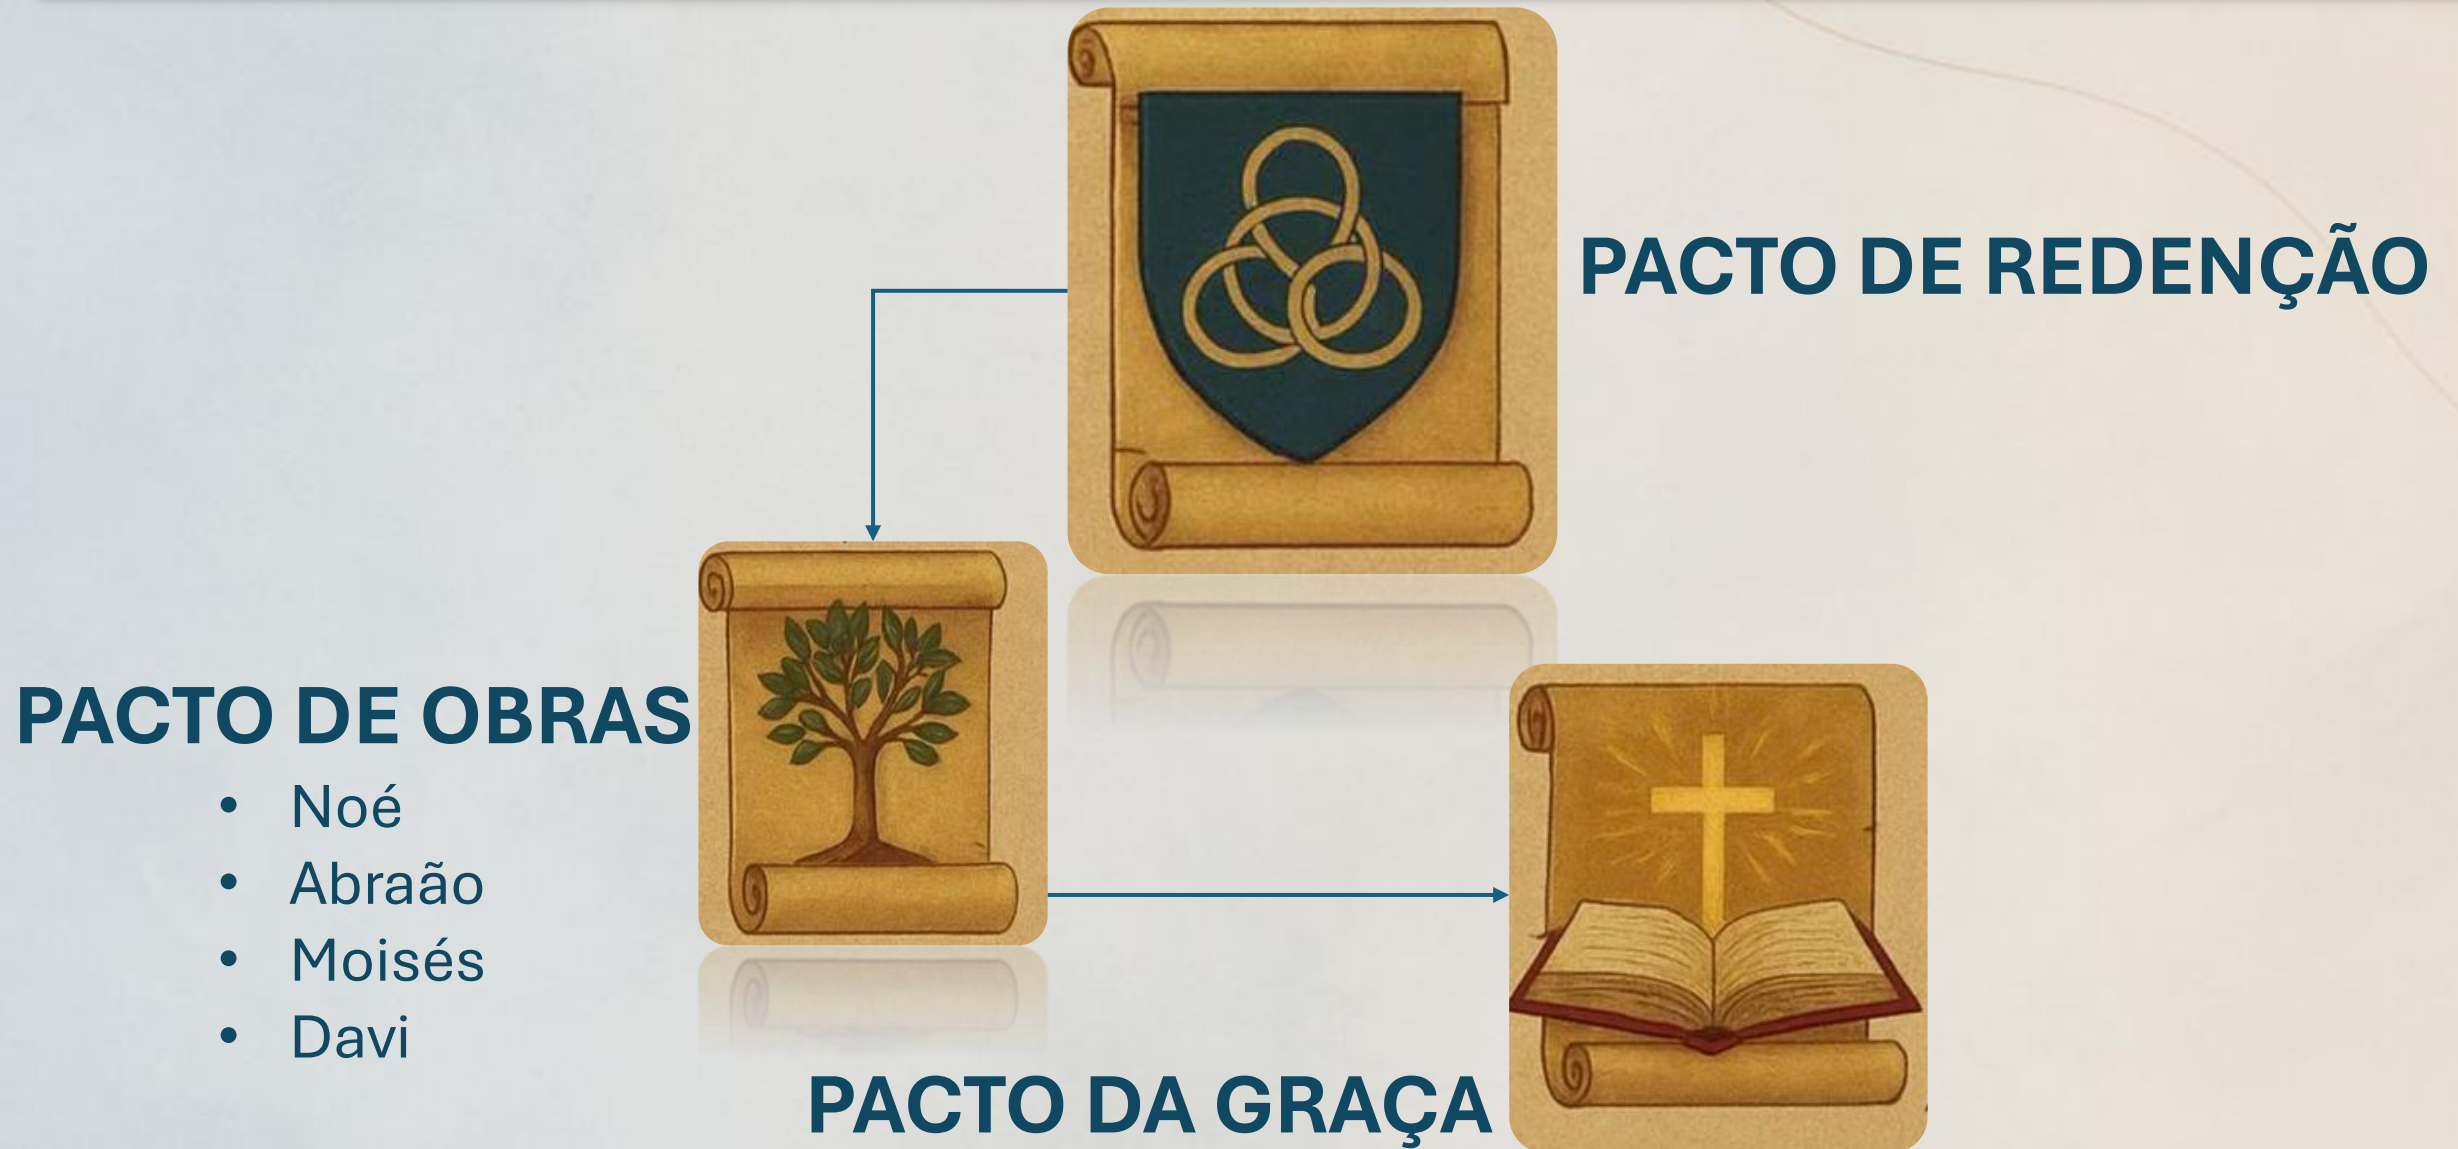 PACTO DE REDENÇÃO
PACTO DE OBRAS
• Noé
• Abraão
• Moisés
• Davi
PACTO DA GRAÇA